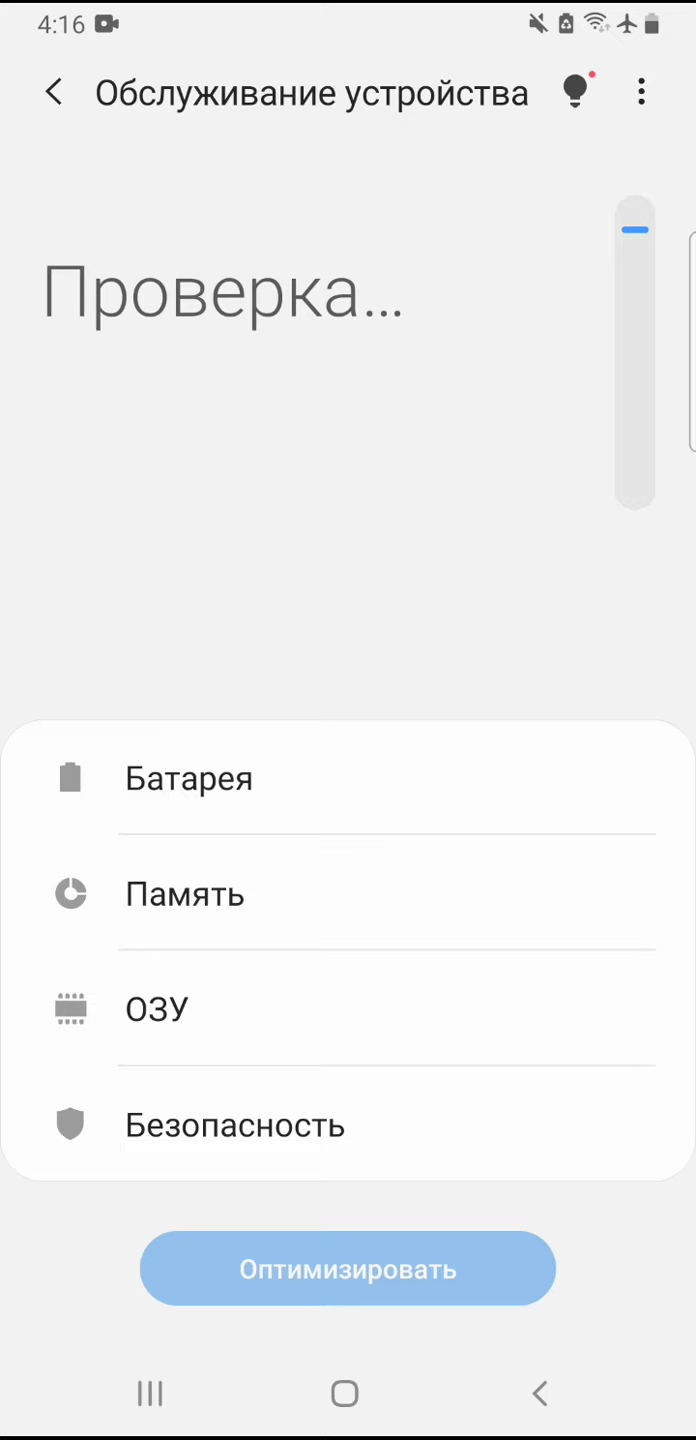 4:16
Обслуживание устройства
Проверка...
Батарея
Память
ОЗУ
Безопасность
Оптимизировать